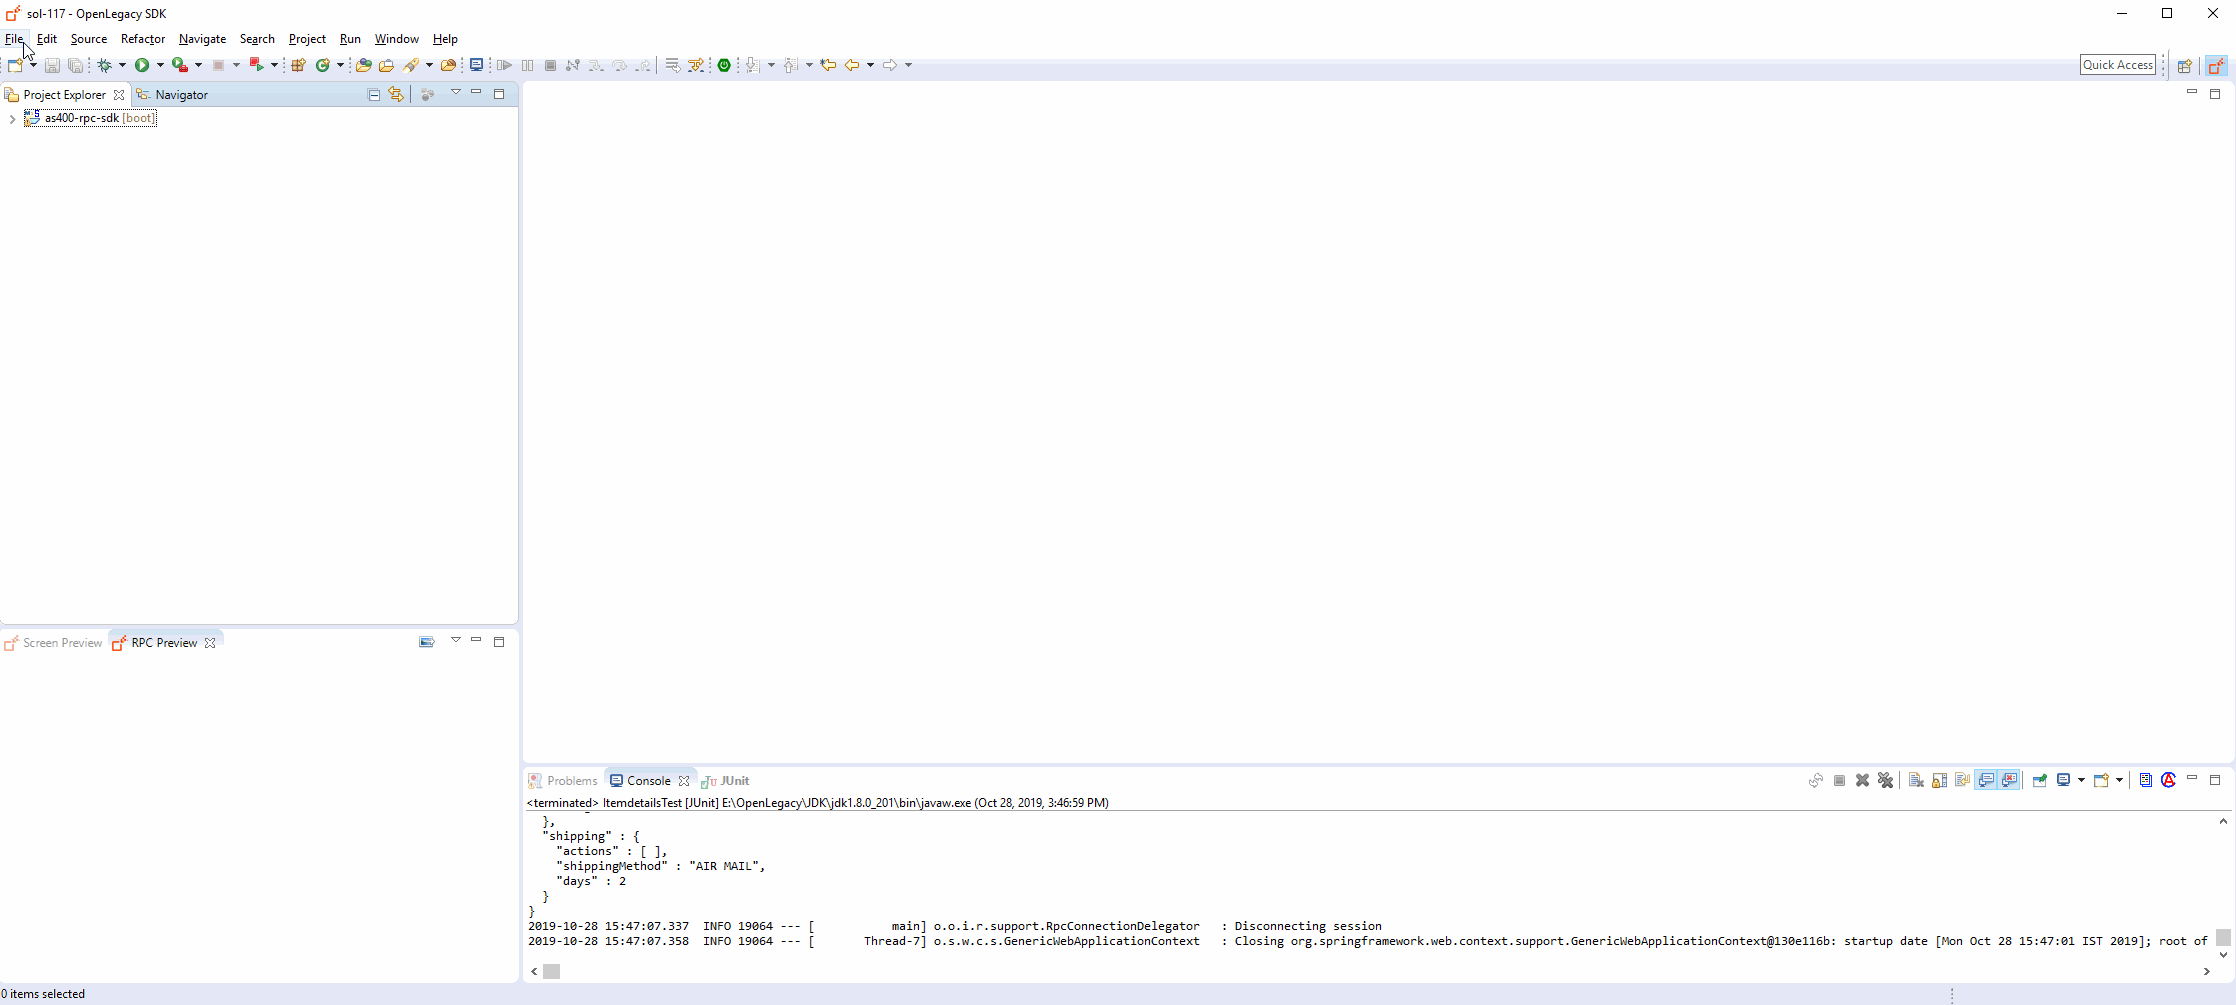 sol-117 - OpenLegacy SDK
File Edit Source Refactor Navigate Search Project Run Window Help
Quick Access
Project Explorer Navigator
as400-rpc-sdk [boot]
Screen Preview RPC Preview
Problems Console JUnit
<terminated> ItemdetailsTest [JUnit] E:\OpenLegacy\JDK\jdk1.8.0_201\bin\javaw.exe (Oct 28, 2019, 3:46:59 PM)
},
"shipping" : {
"actions" : [ ],
"shippingMethod" : "AIR MAIL",
"days" : 2
}
}
2019-10-28 15:47:07.337  INFO 19064 --- [           main] o.o.i.r.support.RpcConnectionDelegator   : Disconnecting session
2019-10-28 15:47:07.358  INFO 19064 --- [       Thread-7] o.s.w.c.s.GenericWebApplicationContext   : Closing org.springframework.web.context.support.GenericWebApplicationContext@130e116b: startup date [Mon Oct 28 15:47:01 IST 2019]; root of
0 items selected